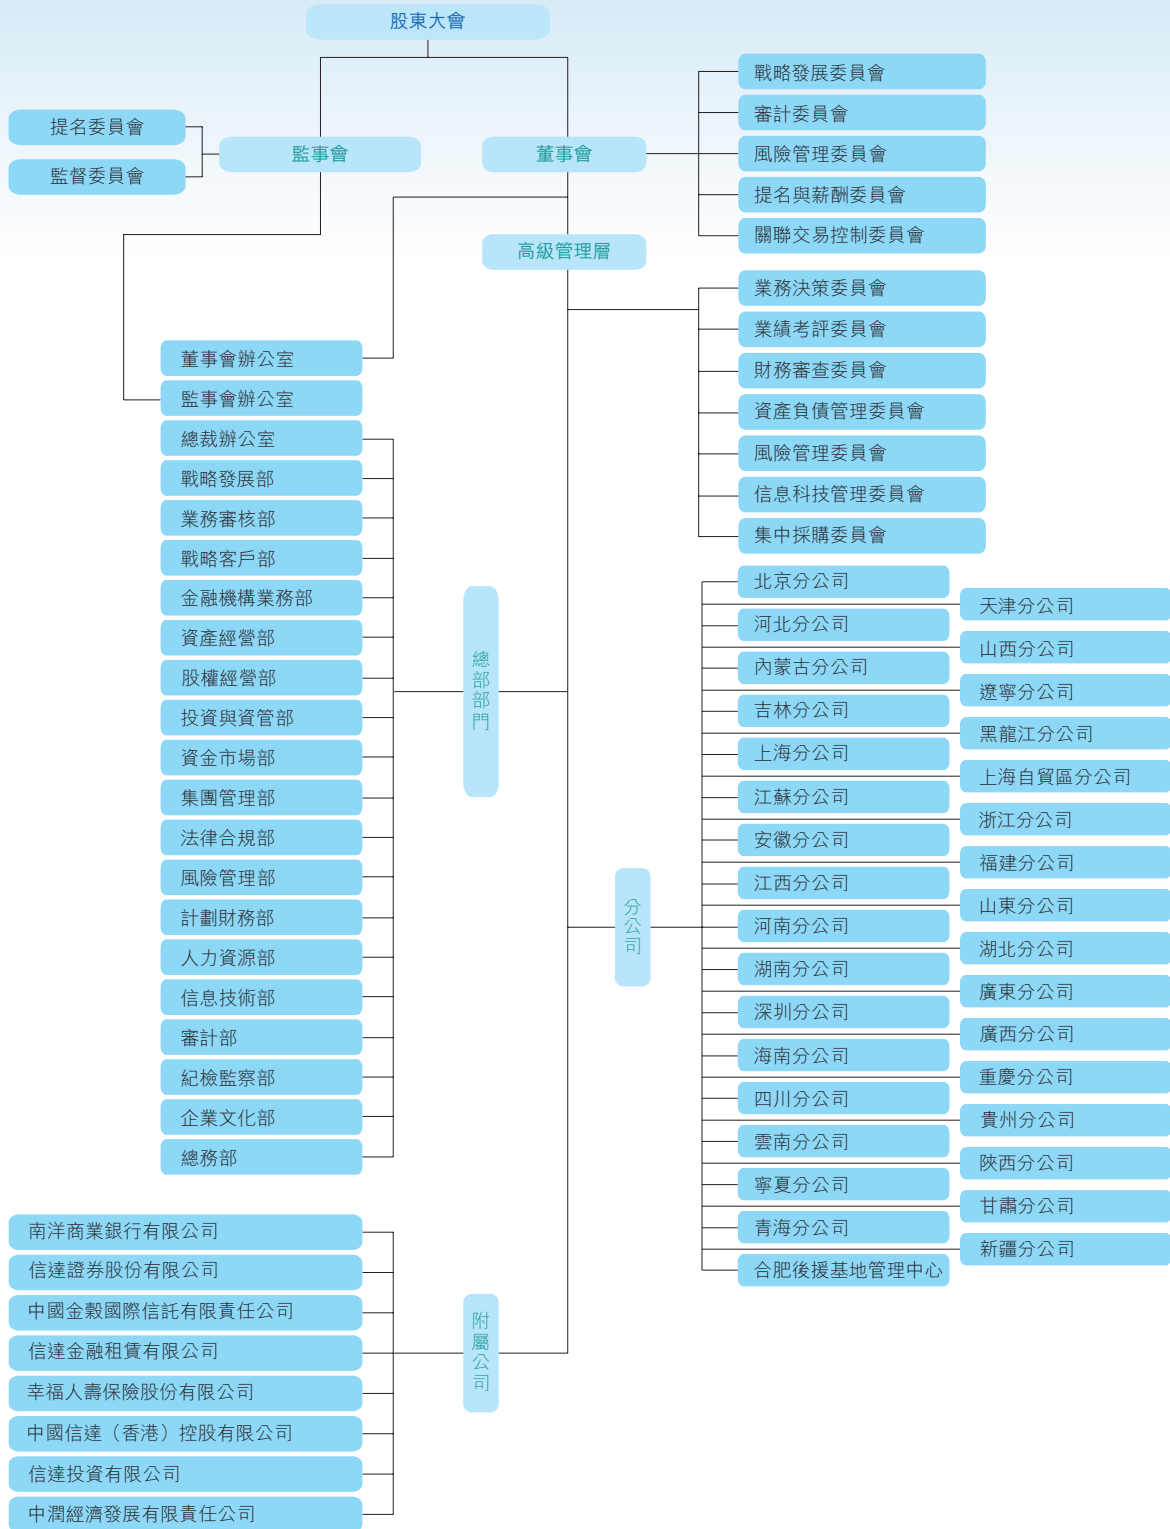 股東大會
提名委員會
監督委員會
監事會
董事會
戰略發展委員會
審計委員會
風險管理委員會
提名與薪酬委員會
關聯交易控制委員會
高級管理層
業務決策委員會
業績考評委員會
財務審查委員會
資產負債管理委員會
風險管理委員會
信息科技管理委員會
集中採購委員會
董事會辦公室
監事會辦公室
總裁辦公室
戰略發展部
業務審核部
戰略客戶部
金融機構業務部
資產經營部
股權經營部
投資與資管部
資金市場部
集團管理部
法律合規部
風險管理部
計劃財務部
人力資源部
信息技術部
審計部
紀檢監察部
企業文化部
總務部
總部部門
分公司
北京分公司
天津分公司
河北分公司
山西分公司
內蒙古分公司
遼寧分公司
吉林分公司
黑龍江分公司
上海分公司
上海自貿區分公司
江蘇分公司
浙江分公司
安徽分公司
福建分公司
江西分公司
山東分公司
河南分公司
湖北分公司
湖南分公司
廣東分公司
深圳分公司
廣西分公司
海南分公司
重慶分公司
四川分公司
貴州分公司
雲南分公司
陝西分公司
寧夏分公司
甘肅分公司
青海分公司
新疆分公司
合肥後援基地管理中心
南洋商業銀行有限公司
信達證券股份有限公司
中國金穀國際信託有限責任公司
信達金融租賃有限公司
幸福人壽保險股份有限公司
中國信達（香港）控股有限公司
信達投資有限公司
中潤經濟發展有限責任公司
附屬公司